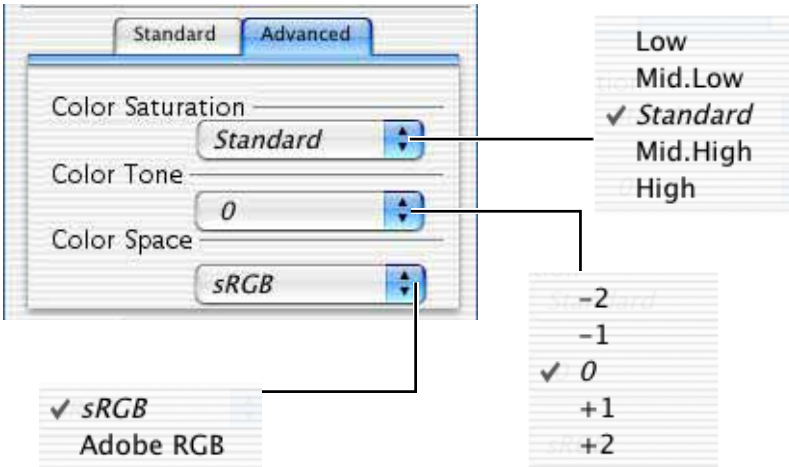 Standard Advanced
Color Saturation
Standard
Color Tone
0
Color Space
sRGB
Low
Mid.Low
✓ Standard
Mid.High
High
-2
-1
✓ 0
+1
+2
✓ sRGB
Adobe RGB